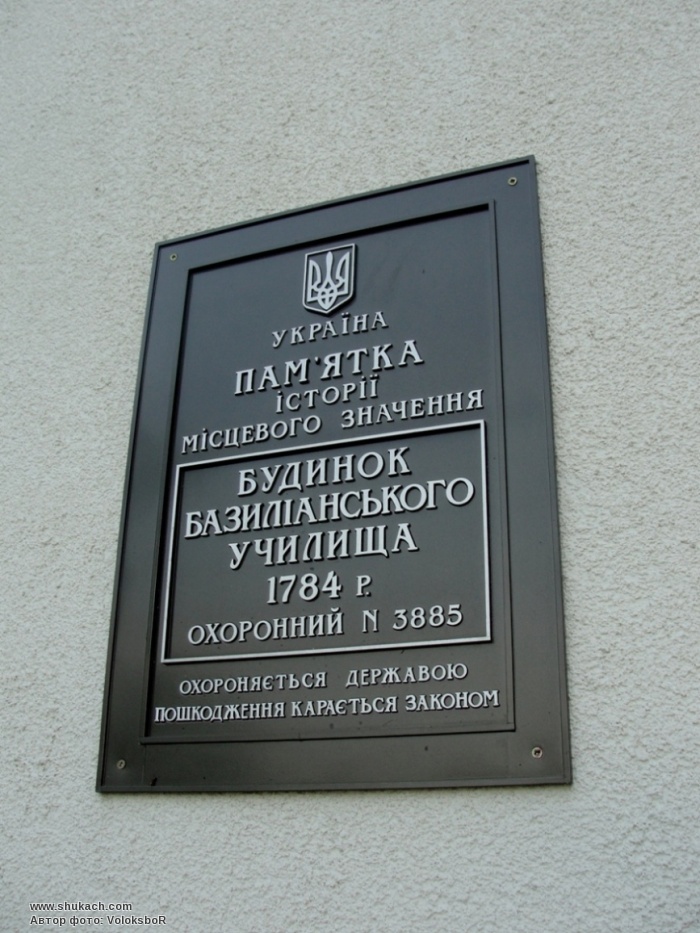 УКРАЇНА
ПАМ'ЯТКА
ІСТОРІЇ
МІСЦЕВОГО ЗНАЧЕННЯ
БУДИНОК
БАЗИЛІАНСЬКОГО
УЧИЛИЩА
1784 Р.
ОХОРОННИЙ N 3885
ОХОРОНЯЄТЬСЯ ДЕРЖАВОЮ
ПОШКОДЖЕННЯ КАРАЄТЬСЯ ЗАКОНОМ
www.shukach.com
Автор фото: VoloksboR